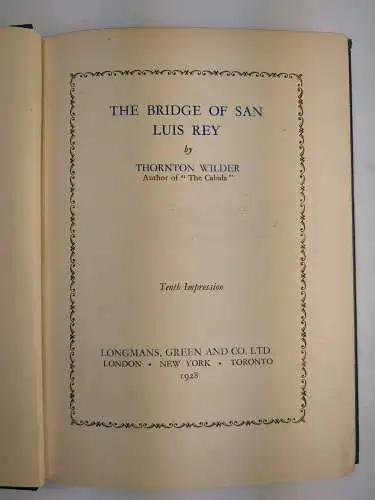 THE BRIDGE OF SAN
LUIS REY
by
THORNTON WILDER
Author of "The Cabala"
Tenth Impression
LONGMANS, GREEN AND CO. LTD.
LONDON • NEW YORK • TORONTO
1928